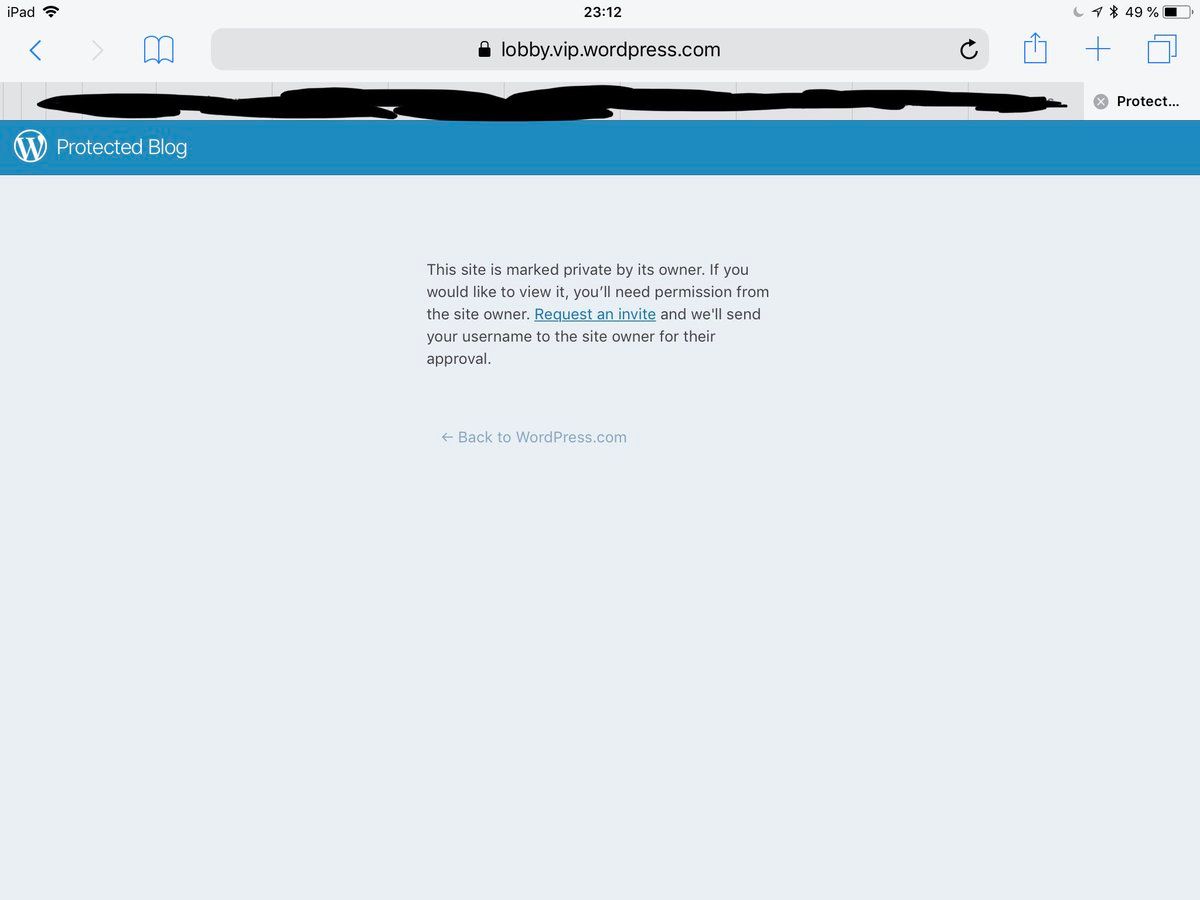 iPad 23:12 49 %
lobby.vip.wordpress.com
Protect...
Protected Blog
This site is marked private by its owner. If you
would like to view it, you’ll need permission from
the site owner. Request an invite and we'll send
your username to the site owner for their
approval.
← Back to WordPress.com